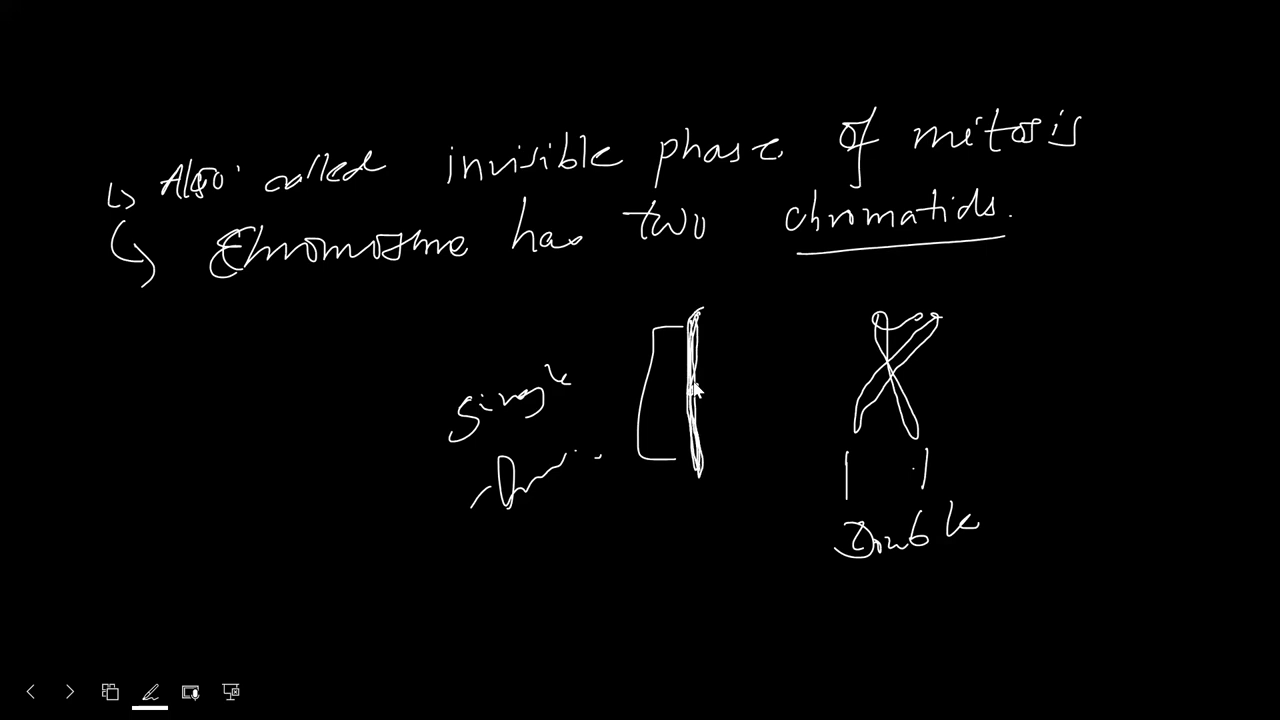 Also called invisible phase of mitosis
Chromosome has two chromatids.
Single
Double